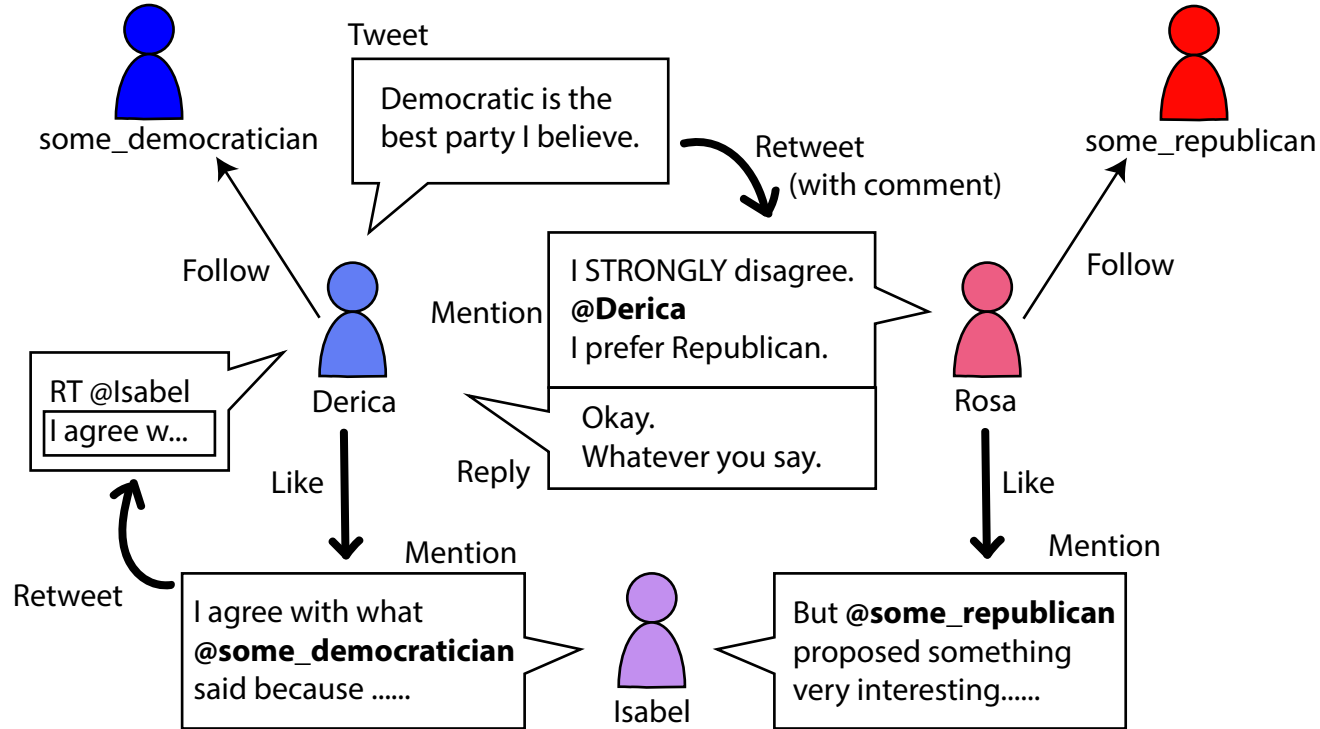 Tweet
Democratic is the
best party I believe.
some_democratician
some_republican
Retweet
(with comment)
Follow
Follow
Mention
I STRONGLY disagree.
@Derica
I prefer Republican.
RT @Isabel
I agree w...
Derica
Rosa
Okay.
Whatever you say.
Reply
Like
Like
Mention
Mention
Retweet
I agree with what
@some_democratician
said because ......
But @some_republican
proposed something
very interesting......
Isabel